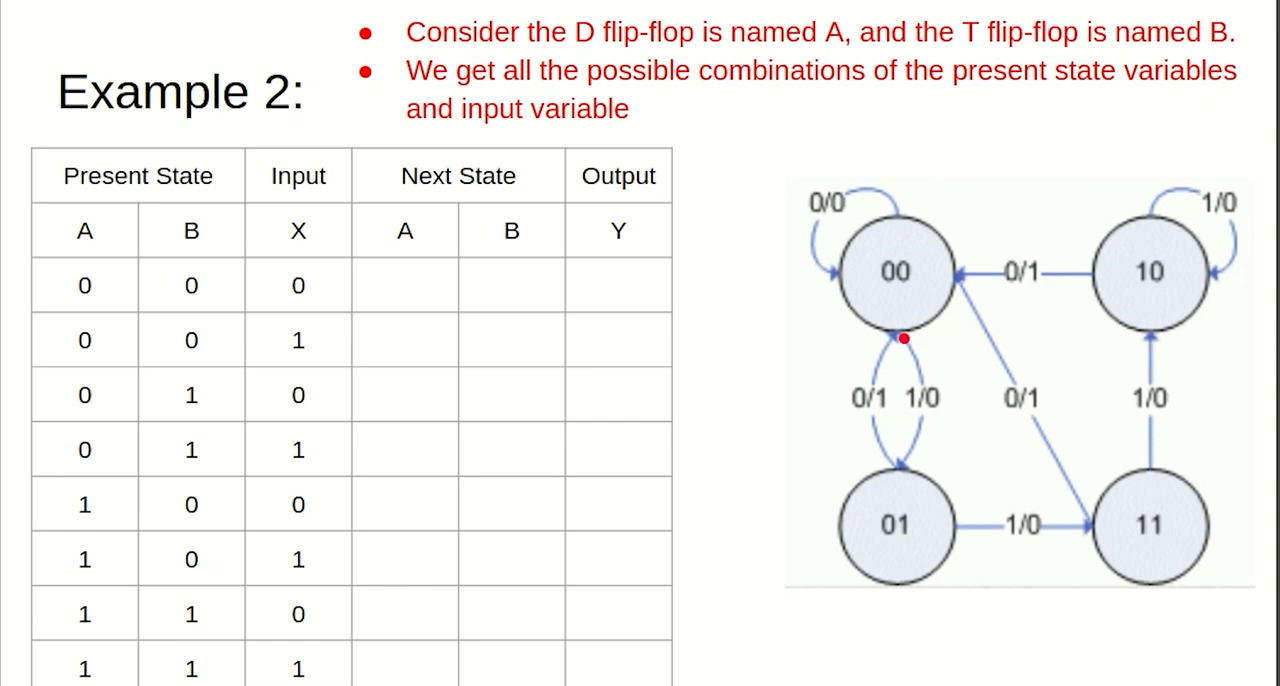 ● Consider the D flip-flop is named A, and the T flip-flop is named B.
● We get all the possible combinations of the present state variables
and input variable
Example 2:
Present State Input Next State Output
A B X A B Y
0 0 0
0 0 1
0 1 0
0 1 1
1 0 0
1 0 1
1 1 0
1 1 1
0/0 1/0
00 0/1 10
0/1 1/0 0/1 1/0
01 1/0 11